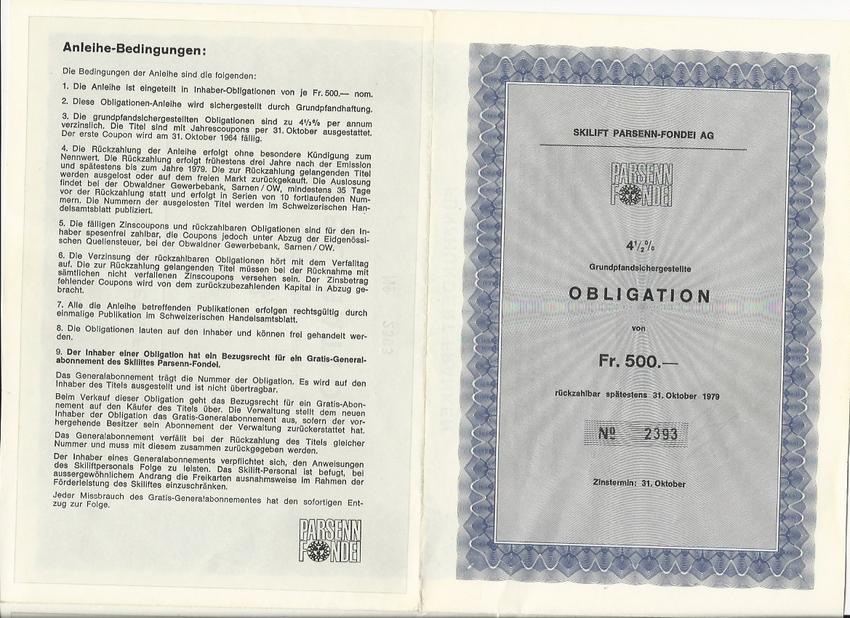 Anleihe-Bedingungen:
Die Bedingungen der Anleihe sind die folgenden:
1. Die Anleihe ist eingeteilt in Inhaber-Obligationen von je Fr. 500.— nom.
2. Diese Obligationen-Anleihe wird sichergestellt durch Grundpfandhaftung.
3. Die grundpfandsichergestellten Obligationen sind zu 4½% per annum
verzinslich. Die Titel sind mit Jahrescoupons per 31. Oktober ausgestattet.
Der erste Coupon wird am 31. Oktober 1964 fällig.
4. Die Rückzahlung der Anleihe erfolgt ohne besondere Kündigung zum
Nennwert. Die Rückzahlung erfolgt frühestens drei Jahre nach der Emission
und spätestens bis zum Jahre 1979. Die zur Rückzahlung gelangenden Titel
werden ausgelost oder auf dem freien Markt zurückgekauft. Die Auslosung
findet bei der Obwaldner Gewerbebank, Sarnen/OW, mindestens 35 Tage
vor der Rückzahlung statt und erfolgt in Serien von 10 fortlaufenden Num-
mern. Die Nummern der ausgelosten Titel werden im Schweizerischen Han-
delsamtsblatt publiziert.
5. Die fälligen Zinscoupons und rückzahlbaren Obligationen sind für den In-
haber spesenfrei zahlbar, die Coupons jedoch unter Abzug der Eidgenössi-
schen Quellensteuer, bei der Obwaldner Gewerbebank, Sarnen/OW.
6. Die Verzinsung der rückzahlbaren Obligationen hört mit dem Verfalltag
auf. Die zur Rückzahlung gelangenden Titel müssen bei der Rücknahme mit
sämtlichen nicht verfallenen Zinscoupons versehen sein. Der Zinsbetrag
fehlender Coupons wird von dem zurückzubezahlenden Kapital in Abzug ge-
bracht.
7. Alle die Anleihe betreffenden Publikationen erfolgen rechtsgültig durch
einmalige Publikation im Schweizerischen Handelsamtsblatt.
8. Die Obligationen lauten auf den Inhaber und können frei gehandelt wer-
den.
9. Der Inhaber einer Obligation hat ein Bezugsrecht für ein Gratis-General-
abonnement des Skiliftes Parsenn-Fondei.
Das Generalabonnement trägt die Nummer der Obligation. Es wird auf den
Inhaber des Titels ausgestellt und ist nicht übertragbar.
Beim Verkauf dieser Obligation geht das Bezugsrecht für ein Gratis-Abon-
nement auf den Käufer des Titels über. Die Verwaltung stellt dem neuen
Inhaber der Obligation das Gratis-Generalabonnement aus, sofern der vor-
hergehende Besitzer sein Abonnement der Verwaltung zurückerstattet hat.
Das Generalabonnement verfällt bei der Rückzahlung des Titels gleicher
Nummer und muss mit diesem zusammen zurückgegeben werden.
Der Inhaber eines Generalabonnements verpflichtet sich, den Anweisungen
des Skiliftpersonals Folge zu leisten. Das Skilift-Personal ist befugt, bei
aussergewöhnlichem Andrang die Freikarten ausnahmsweise im Rahmen der
Förderleistung des Skiliftes einzuschränken.
Jeder Missbrauch des Gratis-Generalabonnementes hat den sofortigen Ent-
zug zur Folge.
PARSENN
FONDEI
SKILIFT PARSENN-FONDEI AG
PARSENN
FONDEI
4½%
Grundpfandsichergestellte
OBLIGATION
von
Fr. 500.—
rückzahlbar spätestens 31. Oktober 1979
Nº 2393
Zinstermin: 31. Oktober